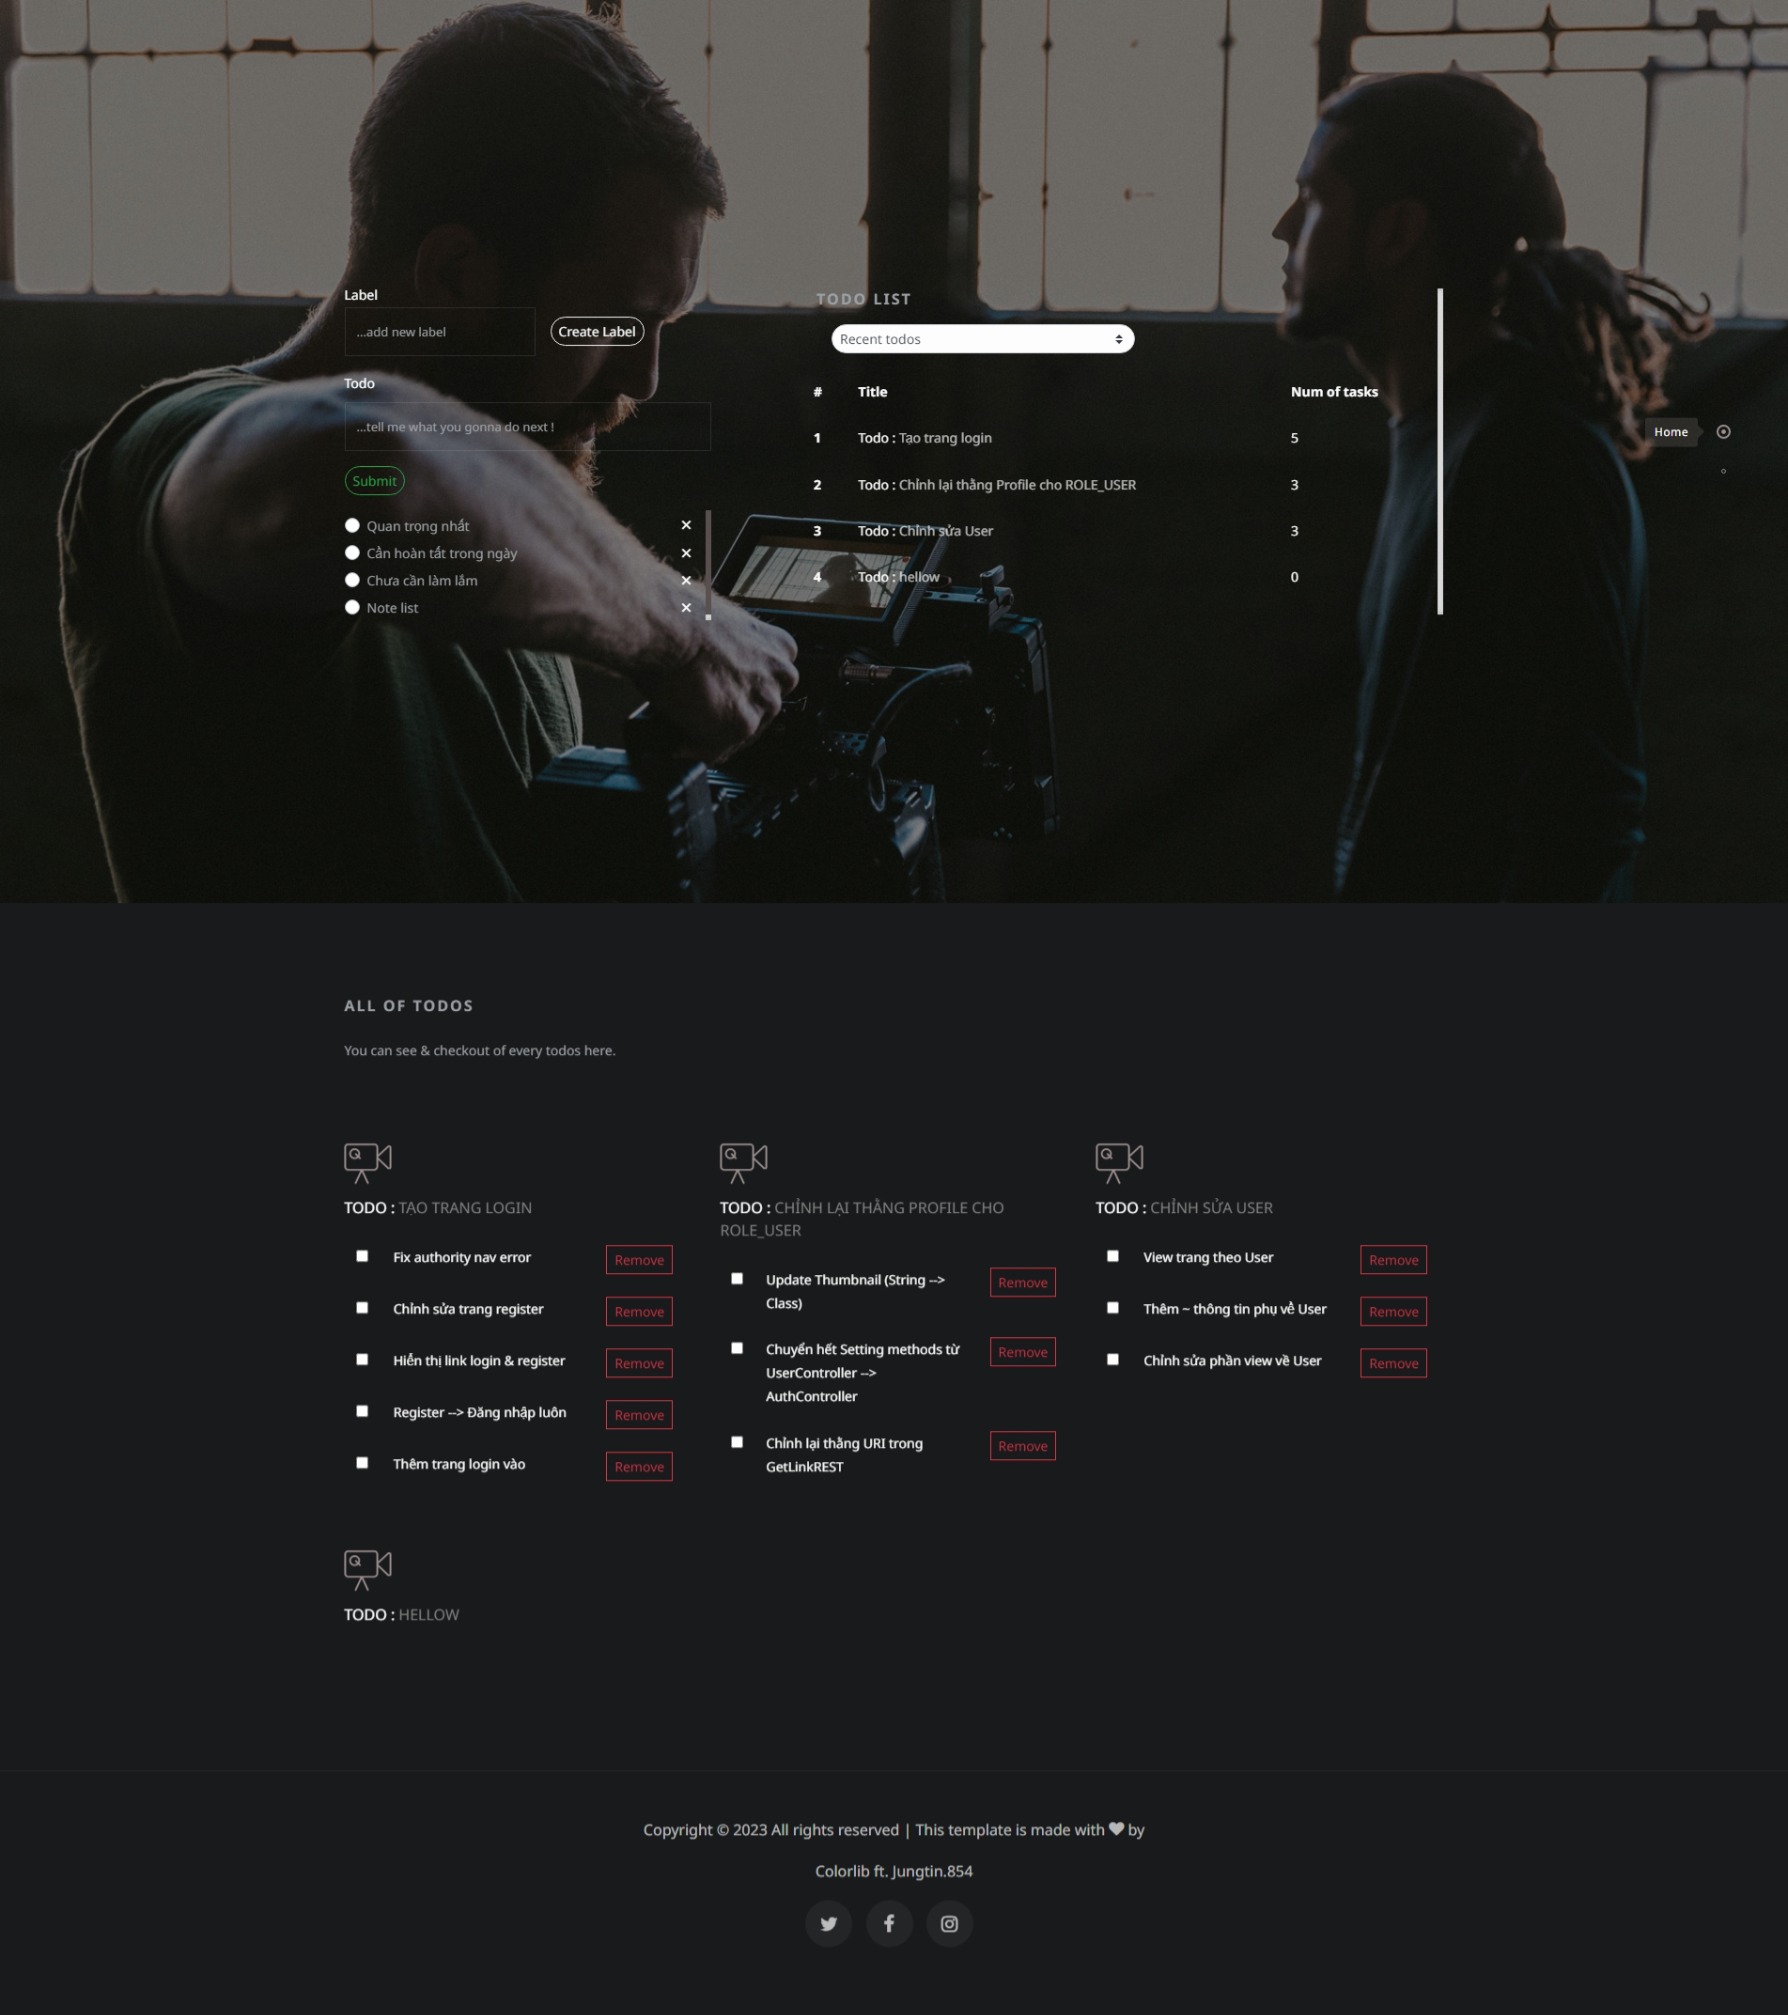 Label
...add new label
Create Label
Todo
...tell me what you gonna do next !
Submit
Quan trọng nhất
Cần hoàn tất trong ngày
Chưa cần làm lắm
Note list
TODO LIST
Recent todos
# Title Num of tasks
1 Todo : Tạo trang login 5
2 Todo : Chỉnh lại thằng Profile cho ROLE_USER 3
3 Todo : Chỉnh sửa User 3
4 Todo : hellow 0
Home
ALL OF TODOS
You can see & checkout of every todos here.
TODO : TẠO TRANG LOGIN
Fix authority nav error Remove
Chỉnh sửa trang register Remove
Hiển thị link login & register Remove
Register --> Đăng nhập luôn Remove
Thêm trang login vào Remove
TODO : CHỈNH LẠI THẰNG PROFILE CHO
ROLE_USER
Update Thumbnail (String --> Remove
Class)
Chuyển hết Setting methods từ Remove
UserController -->
AuthController
Chỉnh lại thằng URI trong Remove
GetLinkREST
TODO : CHỈNH SỬA USER
View trang theo User Remove
Thêm ~ thông tin phụ về User Remove
Chỉnh sửa phần view về User Remove
TODO : HELLOW
Copyright © 2023 All rights reserved | This template is made with ♥ by
Colorlib ft. Jungtin.854